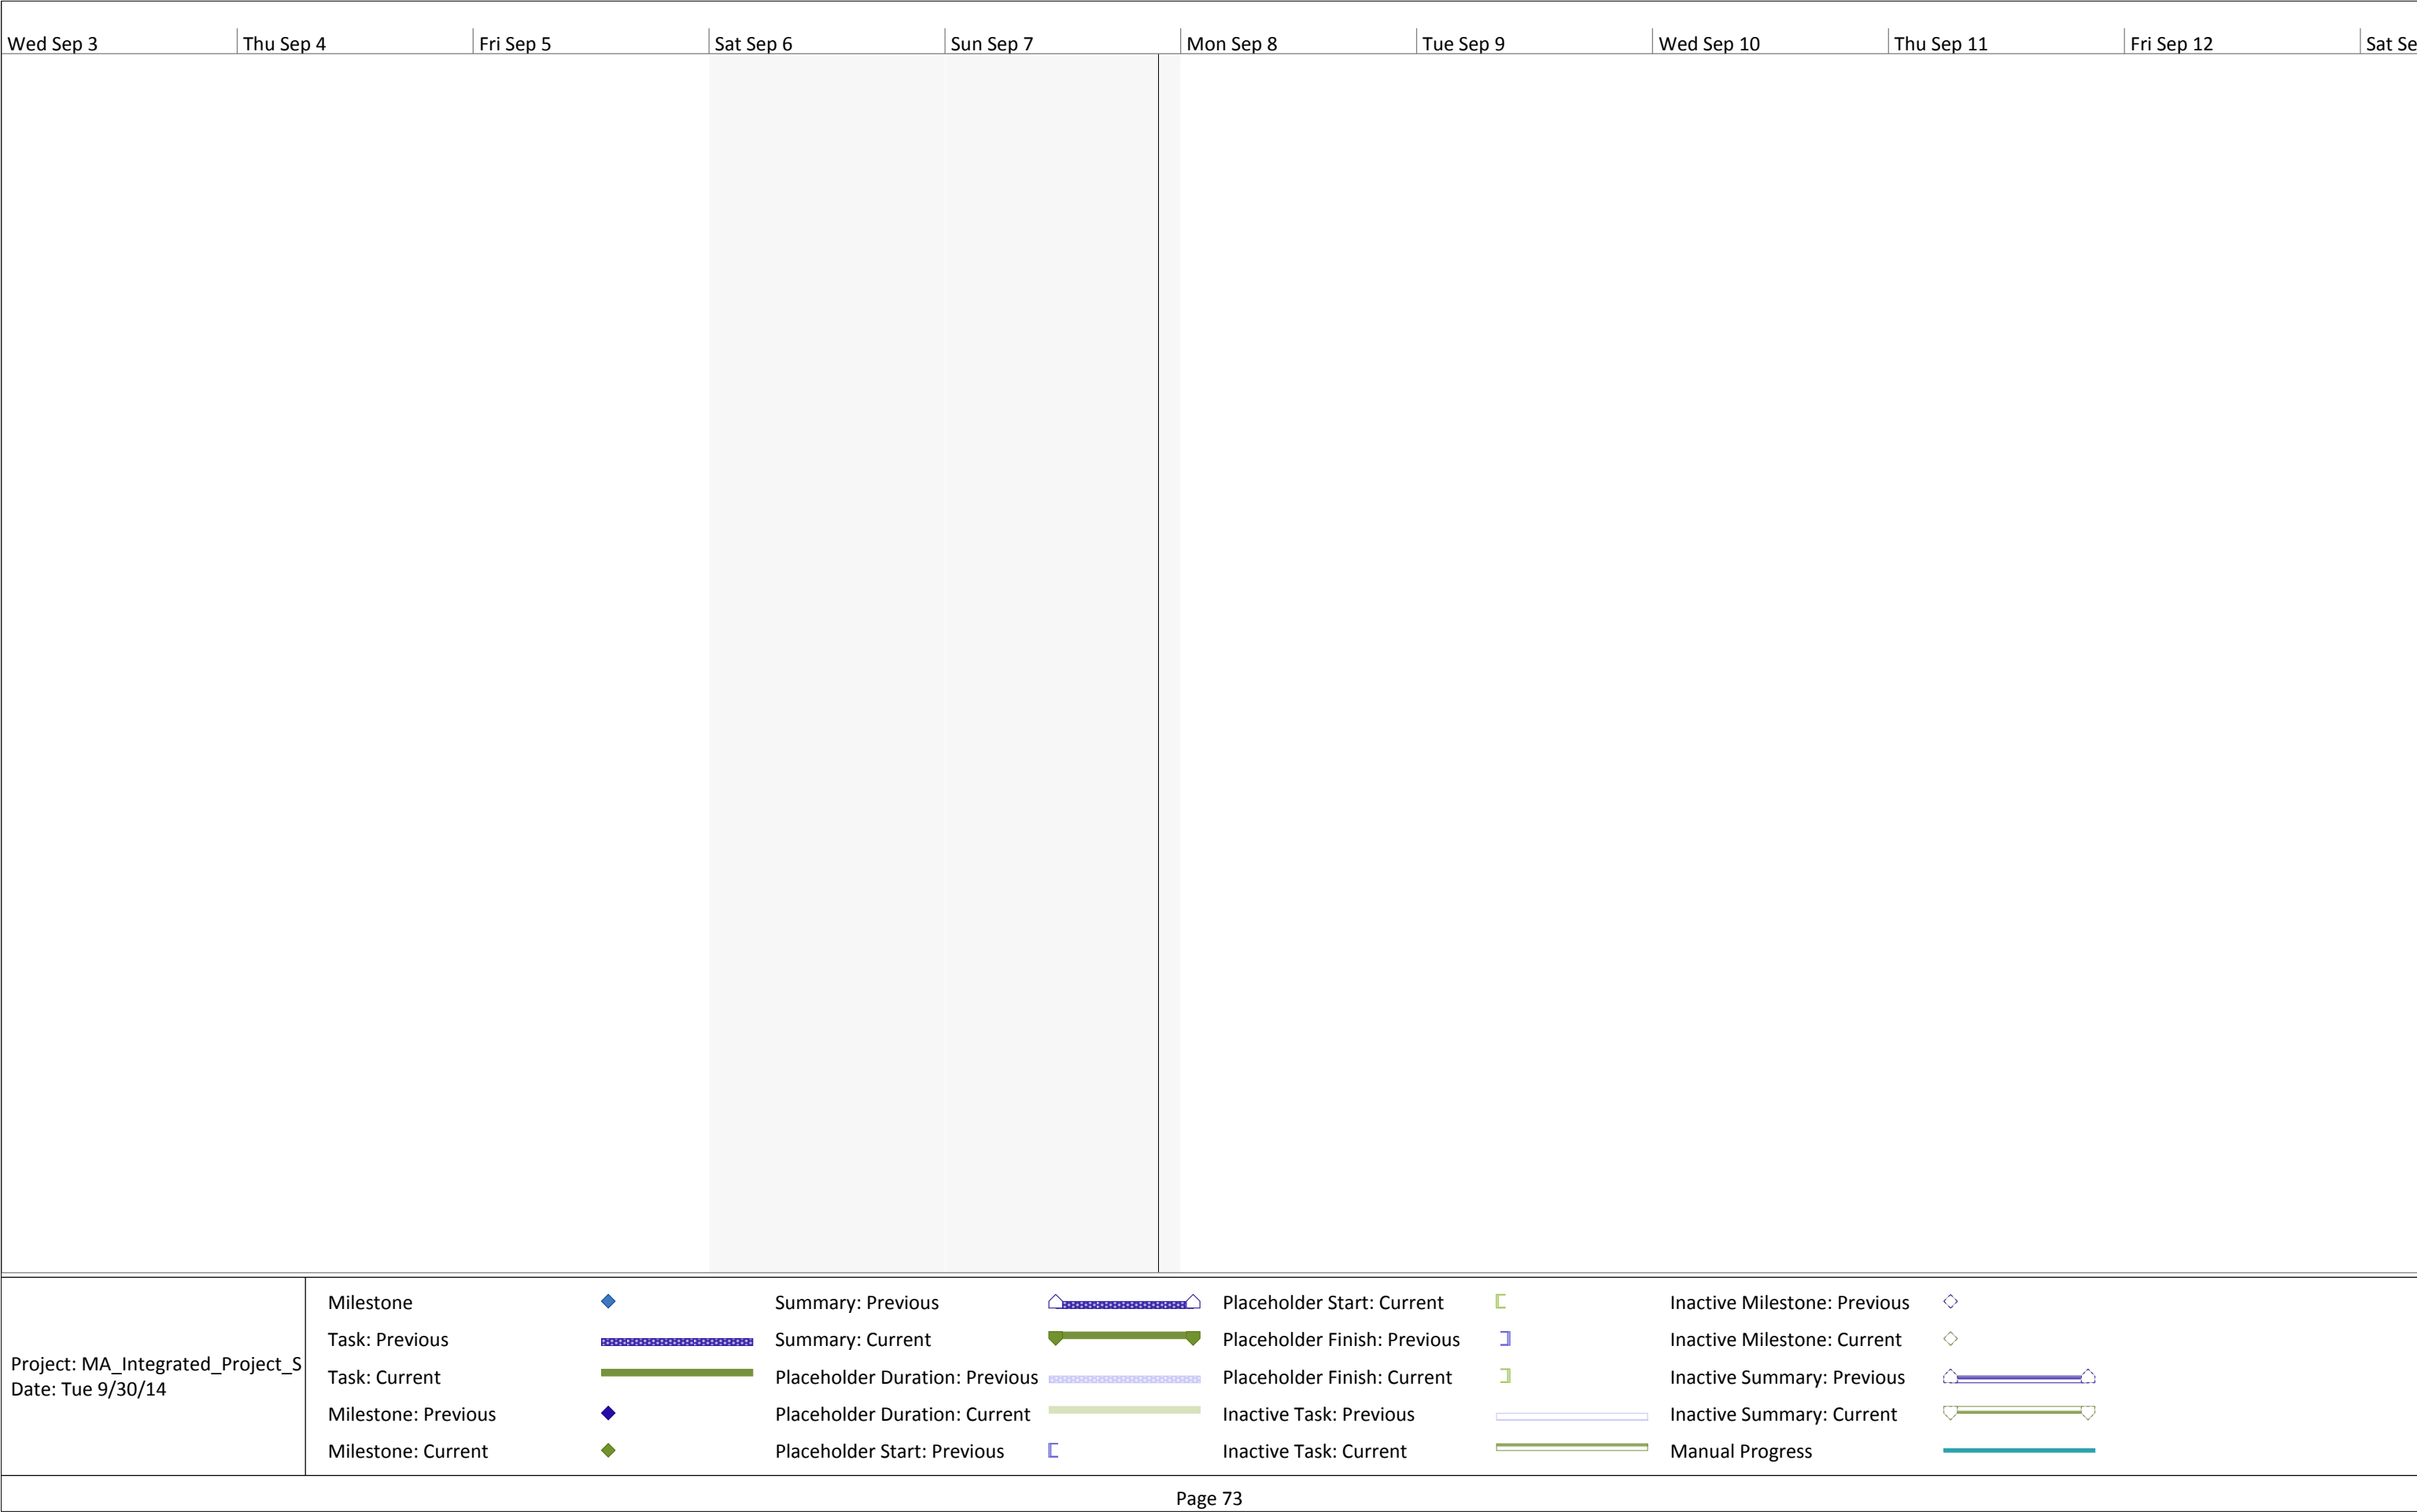 Wed Sep 3 Thu Sep 4 Fri Sep 5 Sat Sep 6 Sun Sep 7 Mon Sep 8 Tue Sep 9 Wed Sep 10 Thu Sep 11 Fri Sep 12 Sat Se
Project: MA_Integrated_Project_S
Date: Tue 9/30/14
Milestone
Task: Previous
Task: Current
Milestone: Previous
Milestone: Current
Summary: Previous
Summary: Current
Placeholder Duration: Previous
Placeholder Duration: Current
Placeholder Start: Previous
Placeholder Start: Current
Placeholder Finish: Previous
Placeholder Finish: Current
Inactive Task: Previous
Inactive Task: Current
Inactive Milestone: Previous
Inactive Milestone: Current
Inactive Summary: Previous
Inactive Summary: Current
Manual Progress
Page 73